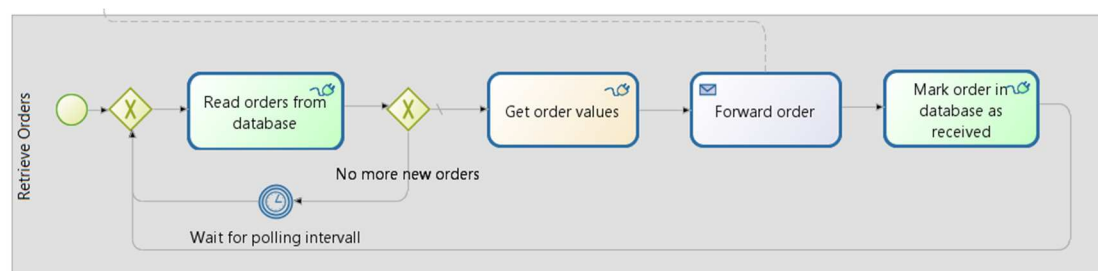 Retrieve Orders
Read orders from
database
Get order values
Forward order
Mark order in
database as
received
No more new orders
Wait for polling intervall